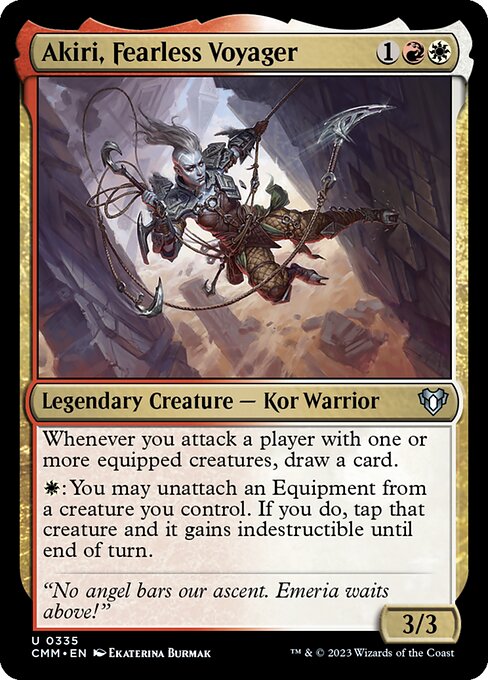 Akiri, Fearless Voyager 1
Legendary Creature — Kor Warrior
Whenever you attack a player with one or
more equipped creatures, draw a card.
: You may unattach an Equipment from
a creature you control. If you do, tap that
creature and it gains indestructible until
end of turn.
“No angel bars our ascent. Emeria waits
above!”
3/3
U 0335
CMM • EN Ekaterina Burmak ™ & © 2023 Wizards of the Coast